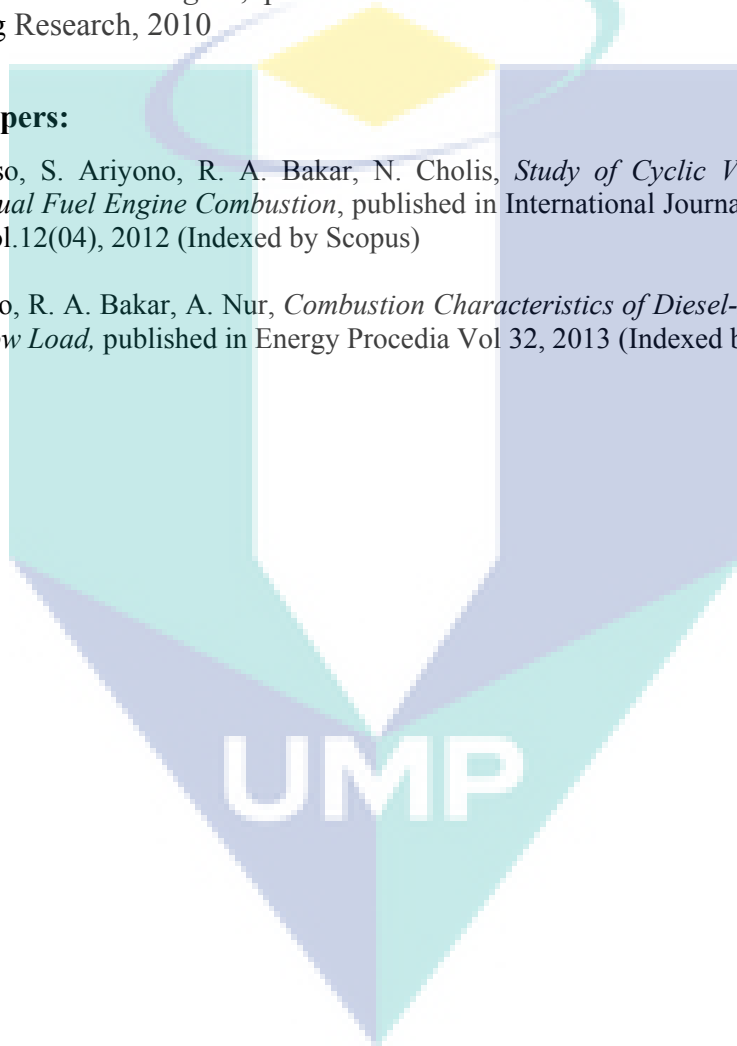 g Research, 2010
pers:
so, S. Ariyono, R. A. Bakar, N. Cholis, Study of Cyclic V
ual Fuel Engine Combustion, published in International Journa
l.12(04), 2012 (Indexed by Scopus)
o, R. A. Bakar, A. Nur, Combustion Characteristics of Diesel-
ow Load, published in Energy Procedia Vol 32, 2013 (Indexed b
UMP